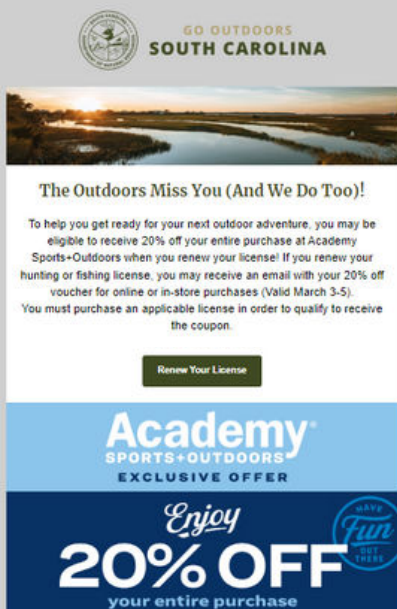 GO OUTDOORS
SOUTH CAROLINA
The Outdoors Miss You (And We Do Too)!
To help you get ready for your next outdoor adventure, you may be
eligible to receive 20% off your entire purchase at Academy
Sports+Outdoors when you renew your license! If you renew your
hunting or fishing license, you may receive an email with your 20% off
voucher for online or in-store purchases (Valid March 3-5).
You must purchase an applicable license in order to qualify to receive
the coupon.
Renew Your License
Academy
SPORTS+OUTDOORS
EXCLUSIVE OFFER
Enjoy
HAVE
Fun
OUT
THERE
20% OFF
your entire purchase